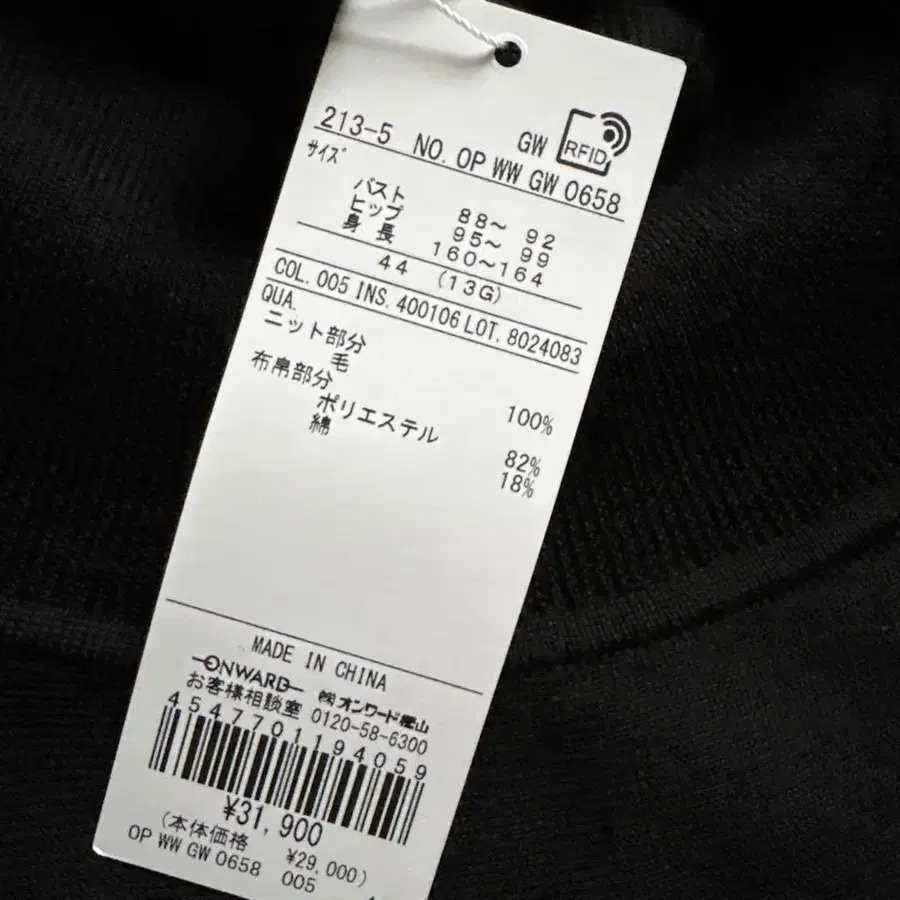 GW RFID
213-5 NO. OP WW GW 0658
サイズ
バスト 88～ 92
ヒップ 95～ 99
身長 160～164
44 (13G)
COL. 005 INS. 400106 LOT. 8024083
QUA.
ニット部分
毛 100%
布帛部分
ポリエステル 82%
綿 18%
MADE IN CHINA
ONWARD ㈱オンワード樫山
お客様相談室 0120-58-6300
4547701194059
¥31,900
(本体価格 ¥29,000)
OP WW GW 0658 005